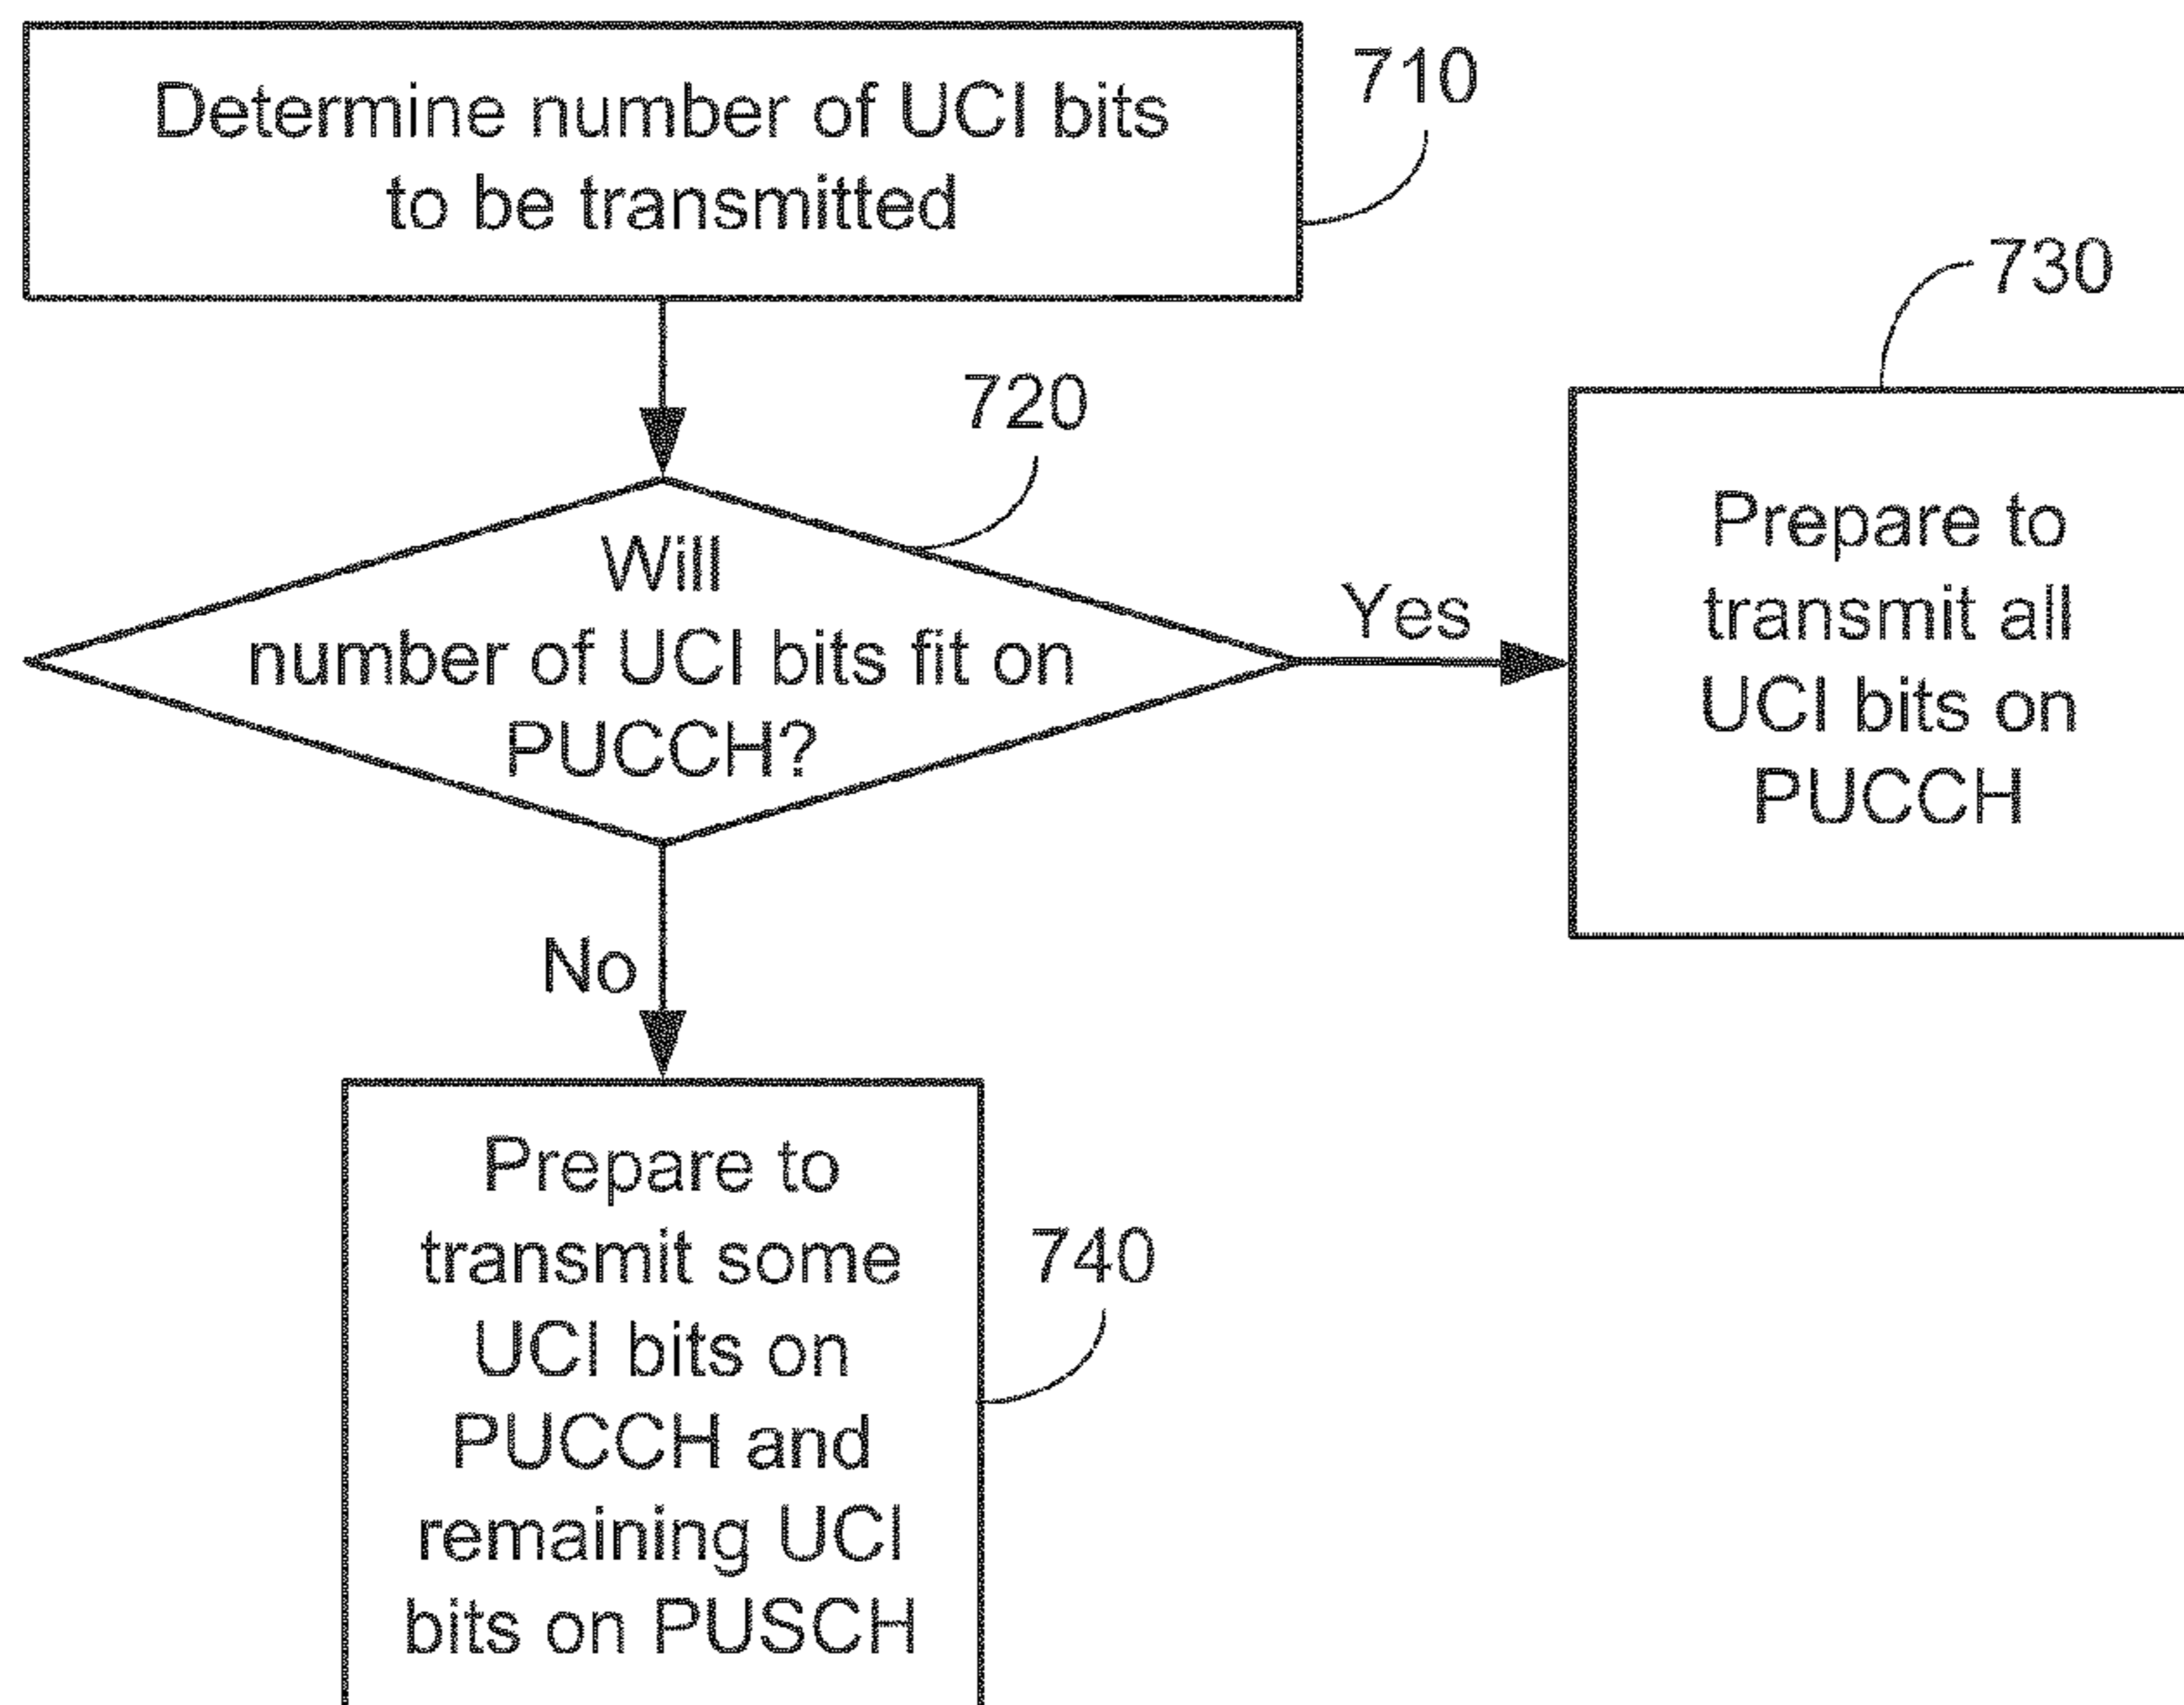 Determine number of UCI bits
to be transmitted
710
720
Will
number of UCI bits fit on
PUCCH?
Yes
730
Prepare to
transmit all
UCI bits on
PUCCH
No
Prepare to
transmit some
UCI bits on
PUCCH and
remaining UCI
bits on PUSCH
740